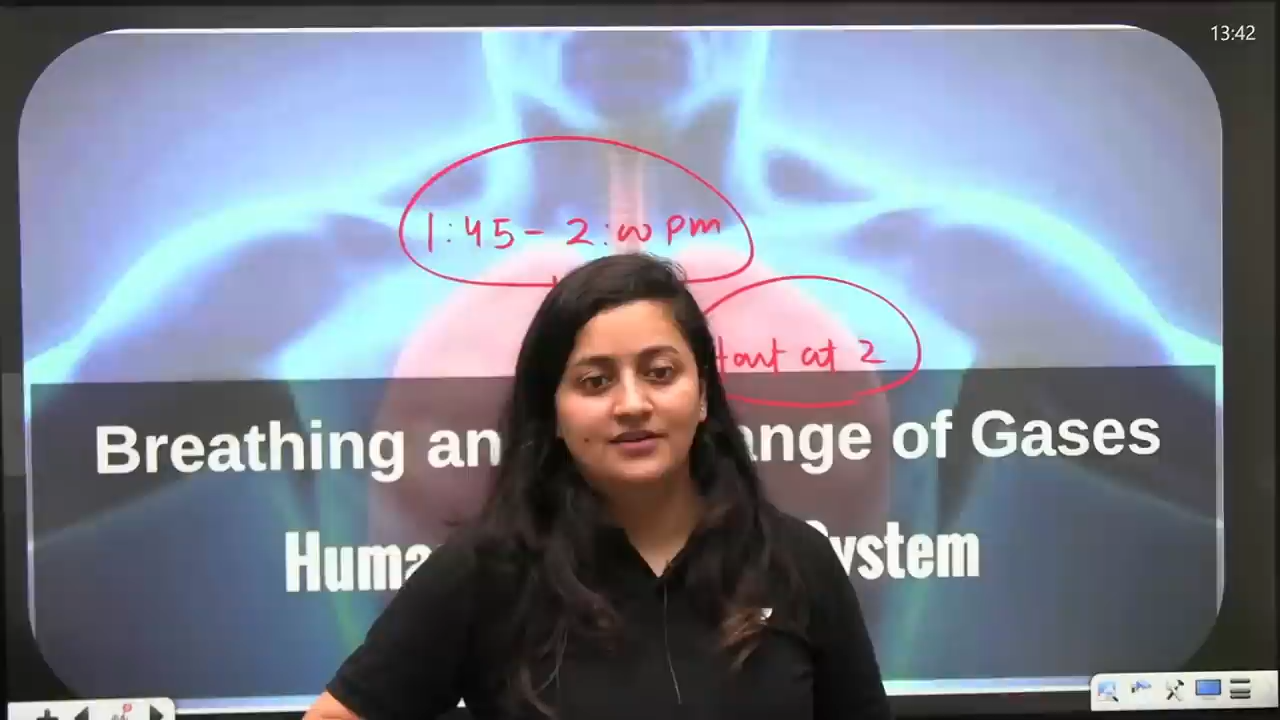 13:42
1:45 - 2:00 pm
tart at 2
Breathing an ange of Gases
Huma ystem